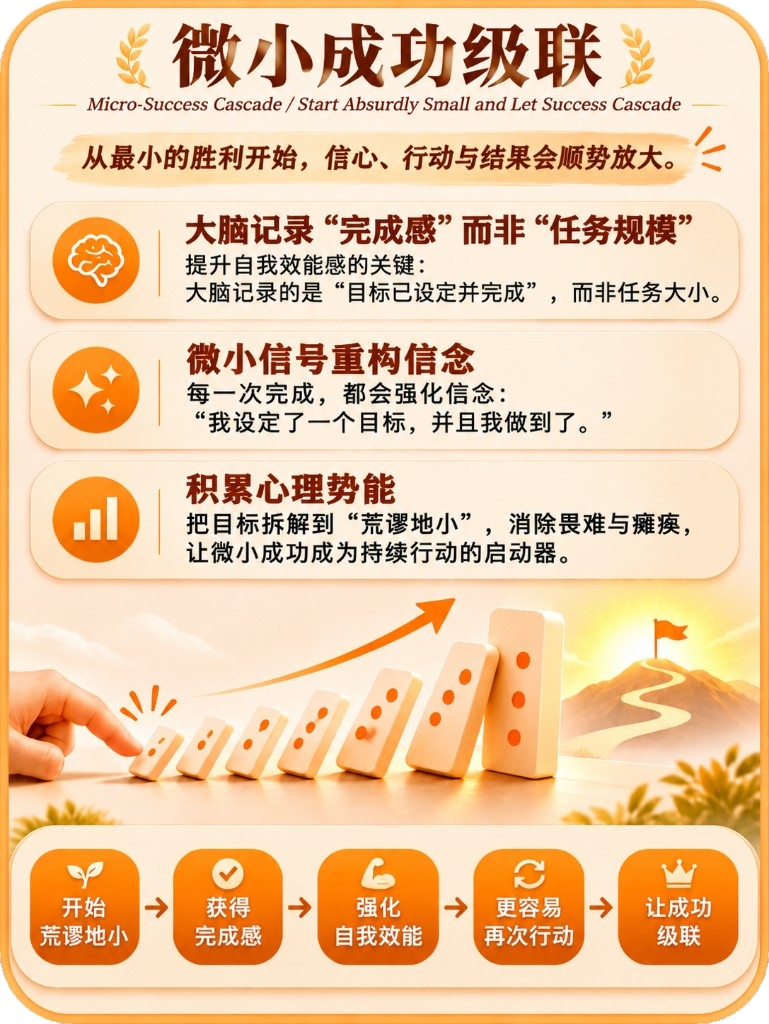 微小成功级联
Micro-Success Cascade / Start Absurdly Small and Let Success Cascade
从最小的胜利开始，信心、行动与结果会顺势放大。
大脑记录“完成感”而非“任务规模”
提升自我效能感的关键：
大脑记录的是“目标已设定并完成”，而非任务大小。
微小信号重构信念
每一次完成，都会强化信念：
“我设定了一个目标，并且我做到了。”
积累心理势能
把目标拆解到“荒谬地小”，消除畏难与瘫痪，
让微小成功成为持续行动的启动器。
开始
荒谬地小
获得
完成感
强化
自我效能
更容易
再次行动
让成功
级联